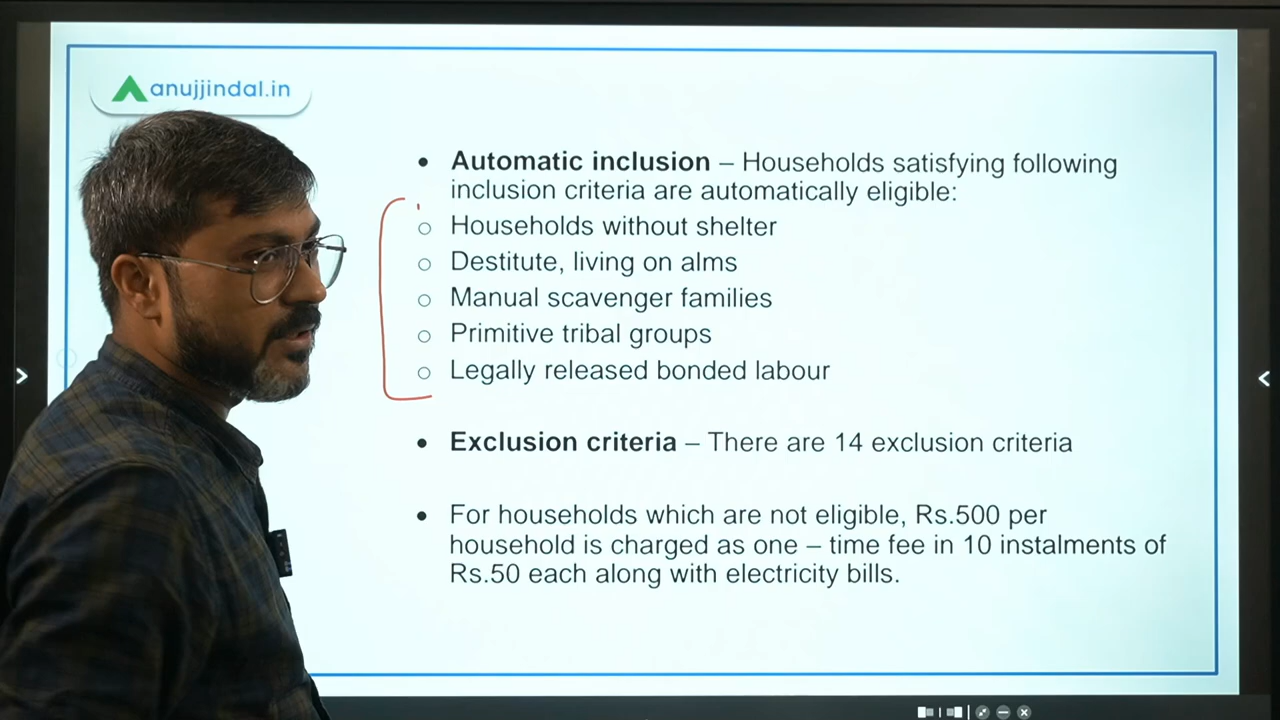 anujjindal.in
• Automatic inclusion – Households satisfying following
inclusion criteria are automatically eligible:
○ Households without shelter
○ Destitute, living on alms
○ Manual scavenger families
○ Primitive tribal groups
○ Legally released bonded labour
• Exclusion criteria – There are 14 exclusion criteria
• For households which are not eligible, Rs.500 per
household is charged as one – time fee in 10 instalments of
Rs.50 each along with electricity bills.